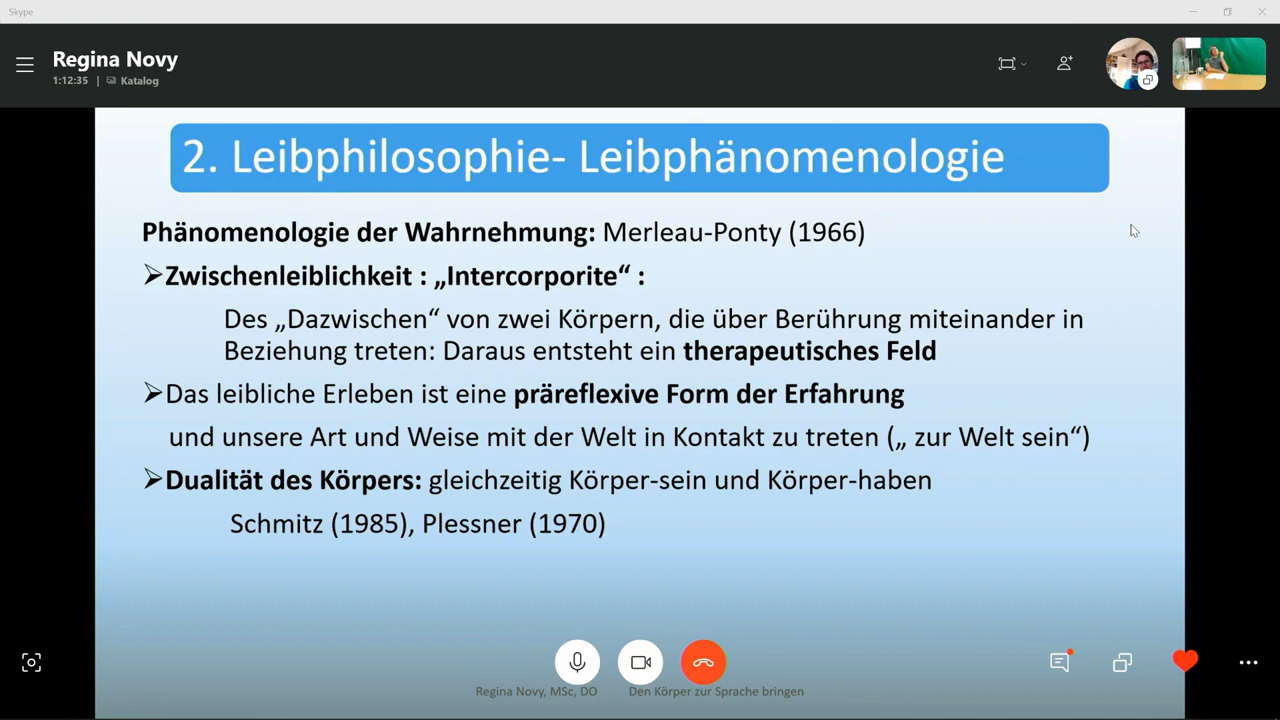 Skype
Regina Novy
1:12:35 | Katalog
2. Leibphilosophie- Leibphänomenologie
Phänomenologie der Wahrnehmung: Merleau-Ponty (1966)
➢Zwischenleiblichkeit : „Intercorporite“ :
Des „Dazwischen“ von zwei Körpern, die über Berührung miteinander in
Beziehung treten: Daraus entsteht ein therapeutisches Feld
➢Das leibliche Erleben ist eine präreflexive Form der Erfahrung
und unsere Art und Weise mit der Welt in Kontakt zu treten („ zur Welt sein“)
➢Dualität des Körpers: gleichzeitig Körper-sein und Körper-haben
Schmitz (1985), Plessner (1970)
Regina Novy, MSc, DO Den Körper zur Sprache bringen